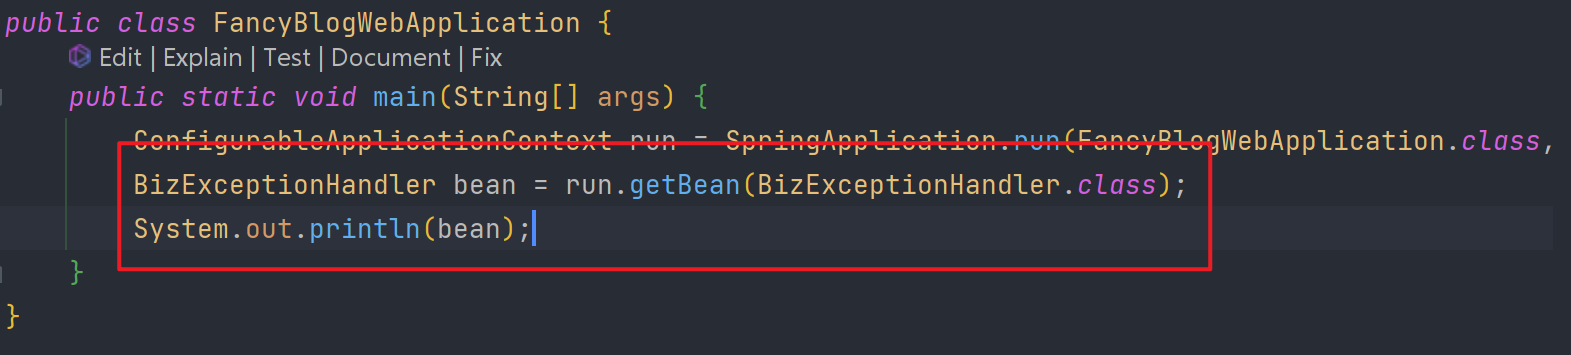 public class FancyBlogWebApplication {
Edit | Explain | Test | Document | Fix
public static void main(String[] args) {
ConfigurableApplicationContext run = SpringApplication.run(FancyBlogWebApplication.class,
BizExceptionHandler bean = run.getBean(BizExceptionHandler.class);
System.out.println(bean);
}
}